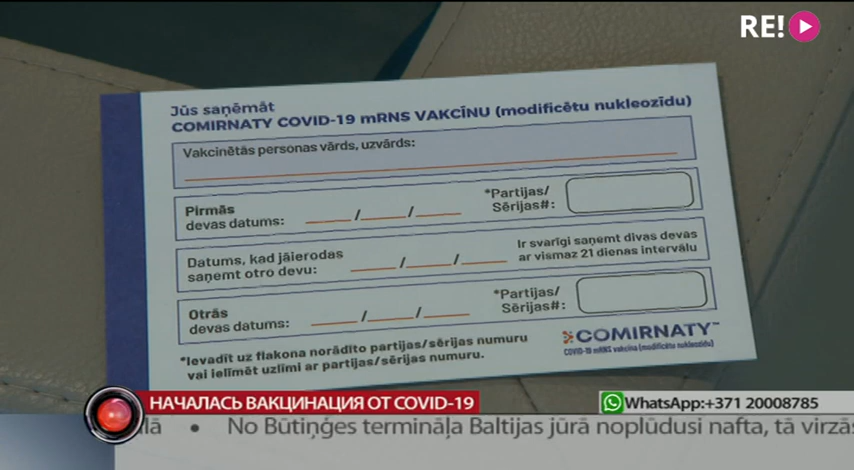 RE!
Jūs saņēmāt
COMIRNATY COVID-19 mRNS VAKCĪNU (modificētu nukleozīdu)
Vakcinētās personas vārds, uzvārds:
Pirmās
devas datums: / /
*Partijas/
Sērijas#:
Datums, kad jāierodas
saņemt otro devu: / /
Ir svarīgi saņemt divas devas
ar vismaz 21 dienas intervālu
Otrās
devas datums: / /
*Partijas/
Sērijas#:
*Ievadīt uz flakona norādīto partijas/sērijas numuru
vai ielīmēt uzlīmi ar partijas/sērijas numuru.
COMIRNATY™
COVID-19 mRNS vakcīna (modificēts nukleozīds)
НАЧАЛАСЬ ВАКЦИНАЦИЯ ОТ COVID-19
WhatsApp:+371 20008785
• No Būtiņģes termināļa Baltijas jūrā noplūdusi nafta, tā virzās